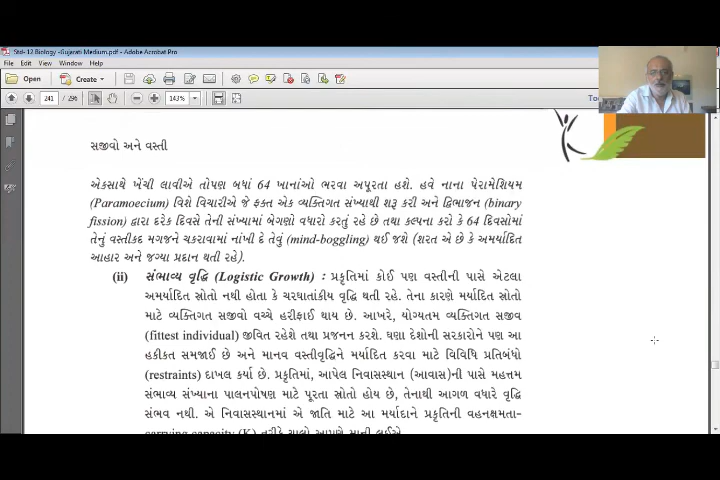 Std- 12 Biology -Gujarati Medium.pdf - Adobe Acrobat Pro
File Edit View Window Help
Open Create
241 / 296 143%
સજીવો અને વસ્તી
એકસાથે ખેંચી લાવીએ તોપણ બધાં 64 ખાનાંઓ ભરવા અપૂરતા હશે. હવે નાના પેરામેશિયમ
(Paramoecium) વિશે વિચારીએ જે ફક્ત એક વ્યક્તિગત સંખ્યાથી શરૂ કરી અને દ્વિભાજન (binary
fission) દ્વારા દરેક દિવસે તેની સંખ્યામાં બેગણો વધારો કરતું રહે છે તથા કલ્પના કરો કે 64 દિવસોમાં
તેનું વસ્તીકદ મગજને ચકરાવામાં નાંખી દે તેવું (mind-boggling) થઈ જશે (શરત એ છે કે અમર્યાદિત
આહાર અને જગ્યા પ્રદાન થતી રહે).
(ii) સંભાવ્ય વૃદ્ધિ (Logistic Growth) : પ્રકૃતિમાં કોઈ પણ વસ્તીની પાસે એટલા
અમર્યાદિત સ્રોતો નથી હોતા કે ચરઘાતાંકીય વૃદ્ધિ થતી રહે. તેના કારણે મર્યાદિત સ્રોતો
માટે વ્યક્તિગત સજીવો વચ્ચે હરીફાઈ થાય છે. આખરે, યોગ્યતમ વ્યક્તિગત સજીવ
(fittest individual) જીવિત રહેશે તથા પ્રજનન કરશે. ઘણા દેશોની સરકારોને પણ આ
હકીકત સમજાઈ છે અને માનવ વસ્તીવૃદ્ધિને મર્યાદિત કરવા માટે વિવિધિ પ્રતિબંધો
(restraints) દાખલ કર્યા છે. પ્રકૃતિમાં, આપેલ નિવાસસ્થાન (આવાસ)ની પાસે મહત્તમ
સંભાવ્ય સંખ્યાના પાલનપોષણ માટે પૂરતા સ્રોતો હોય છે, તેનાથી આગળ વધારે વૃદ્ધિ
સંભવ નથી. એ નિવાસસ્થાનમાં એ જાતિ માટે આ મર્યાદાને પ્રકૃતિની વહનક્ષમતા-
carrying capacity (K) તરીકે ચાલો આપણે માની લઈએ